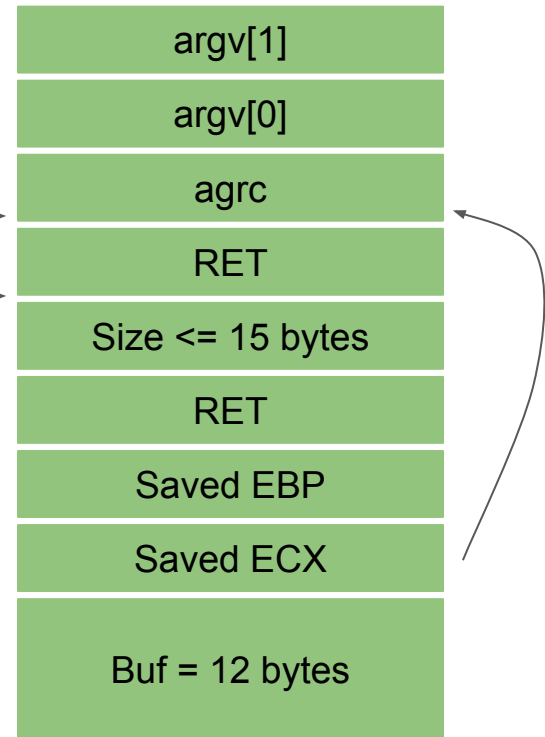 argv[1]
argv[0]
agrc
RET
Size <= 15 bytes
RET
Saved EBP
Saved ECX
Buf = 12 bytes